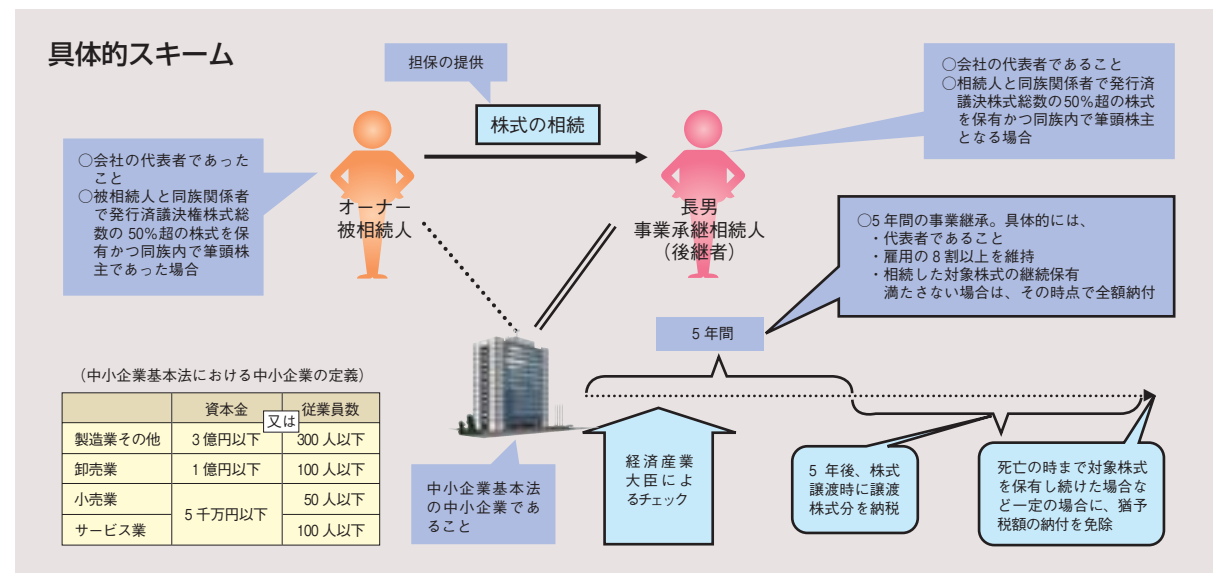 具体的スキーム
担保の提供
株式の相続
○会社の代表者であること
○相続人と同族関係者で発行済
議決株式総数の50%超の株式
を保有かつ同族内で筆頭株主
となる場合
○会社の代表者であった
こと
○被相続人と同族関係者
で発行済議決権株式総
数の 50%超の株式を保
有かつ同族内で筆頭株
主であった場合
オーナー
被相続人
長男
事業承継相続人
（後継者）
○5 年間の事業継承。具体的には、
・代表者であること
・雇用の 8 割以上を維持
・相続した対象株式の継続保有
満たさない場合は、その時点で全額納付
5 年間
（中小企業基本法における中小企業の定義）
資本金 又は 従業員数
製造業その他 3 億円以下 300 人以下
卸売業 1 億円以下 100 人以下
小売業 5 千万円以下 50 人以下
サービス業 100 人以下
中小企業基本法
の中小企業であ
ること
経済産業
大臣によ
るチェック
5 年後、株式
譲渡時に譲渡
株式分を納税
死亡の時まで対象株式
を保有し続けた場合な
ど一定の場合に、猶予
税額の納付を免除